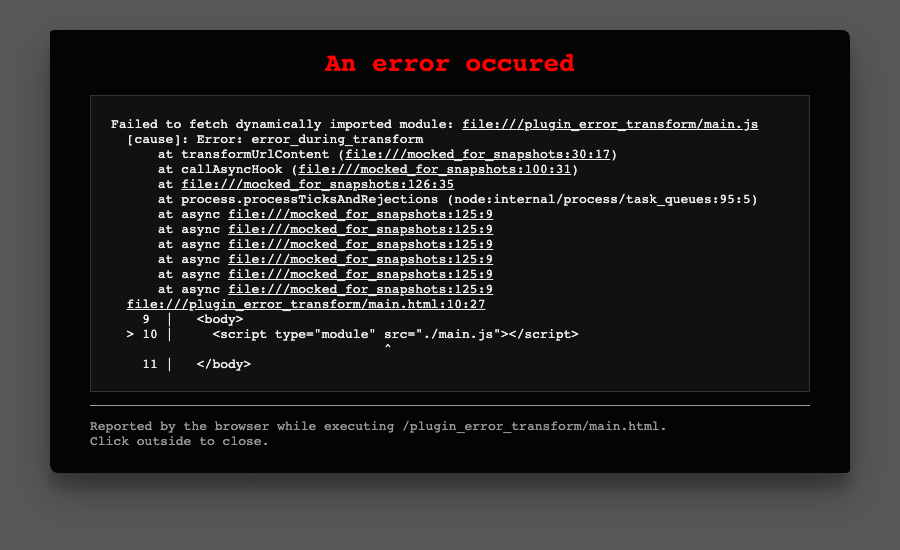 An error occured
Failed to fetch dynamically imported module: file:///plugin_error_transform/main.js
  [cause]: Error: error_during_transform
      at transformUrlContent (file:///mocked_for_snapshots:30:17)
      at callAsyncHook (file:///mocked_for_snapshots:100:31)
      at file:///mocked_for_snapshots:126:35
      at process.processTicksAndRejections (node:internal/process/task_queues:95:5)
      at async file:///mocked_for_snapshots:125:9
      at async file:///mocked_for_snapshots:125:9
      at async file:///mocked_for_snapshots:125:9
      at async file:///mocked_for_snapshots:125:9
      at async file:///mocked_for_snapshots:125:9
      at async file:///mocked_for_snapshots:125:9
  file:///plugin_error_transform/main.html:10:27
    9 |   <body>
  > 10 |     <script type="module" src="./main.js"></script>
                                   ^
    11 |   </body>
Reported by the browser while executing /plugin_error_transform/main.html.
Click outside to close.